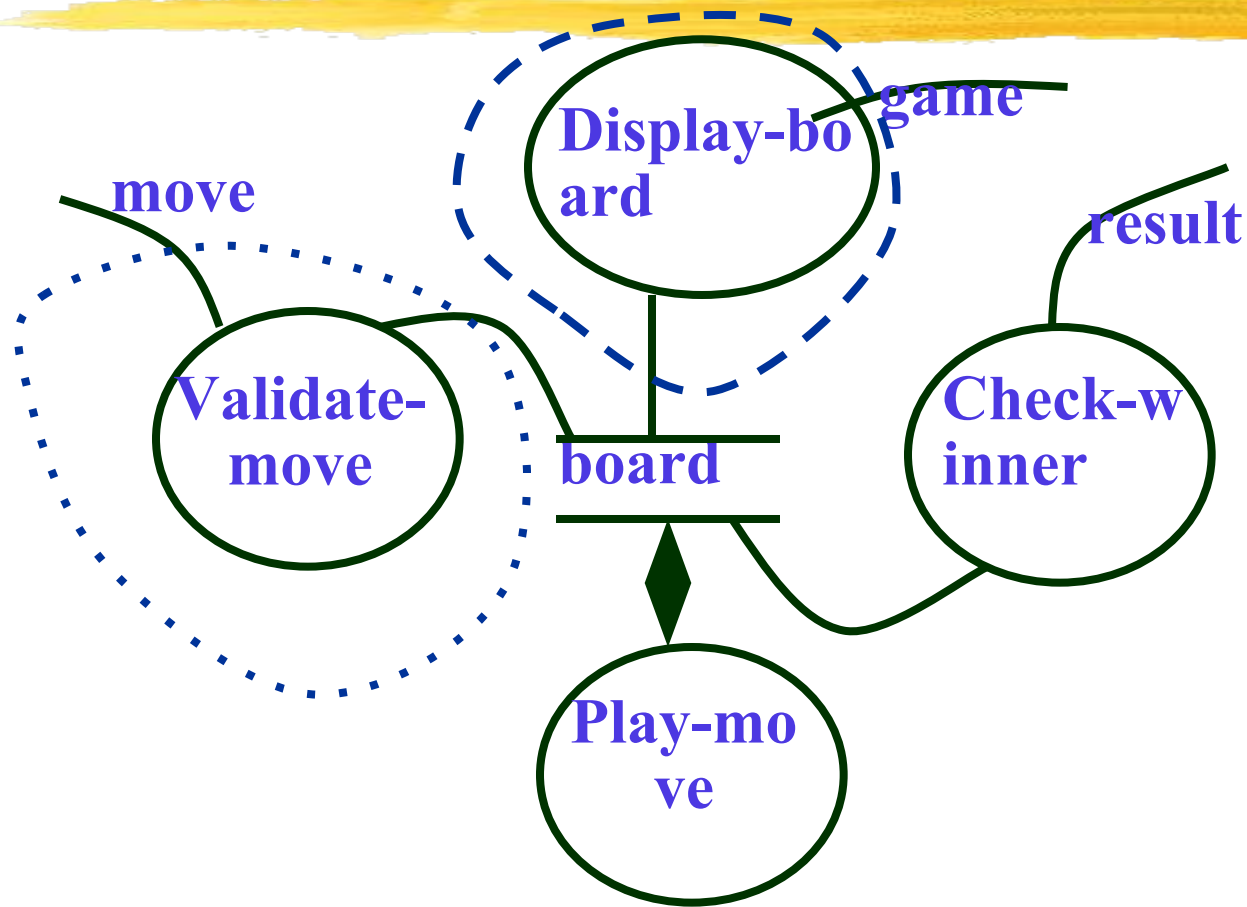 Display-bo
ard
game
move
result
Validate-
move
board
Check-w
inner
Play-mo
ve